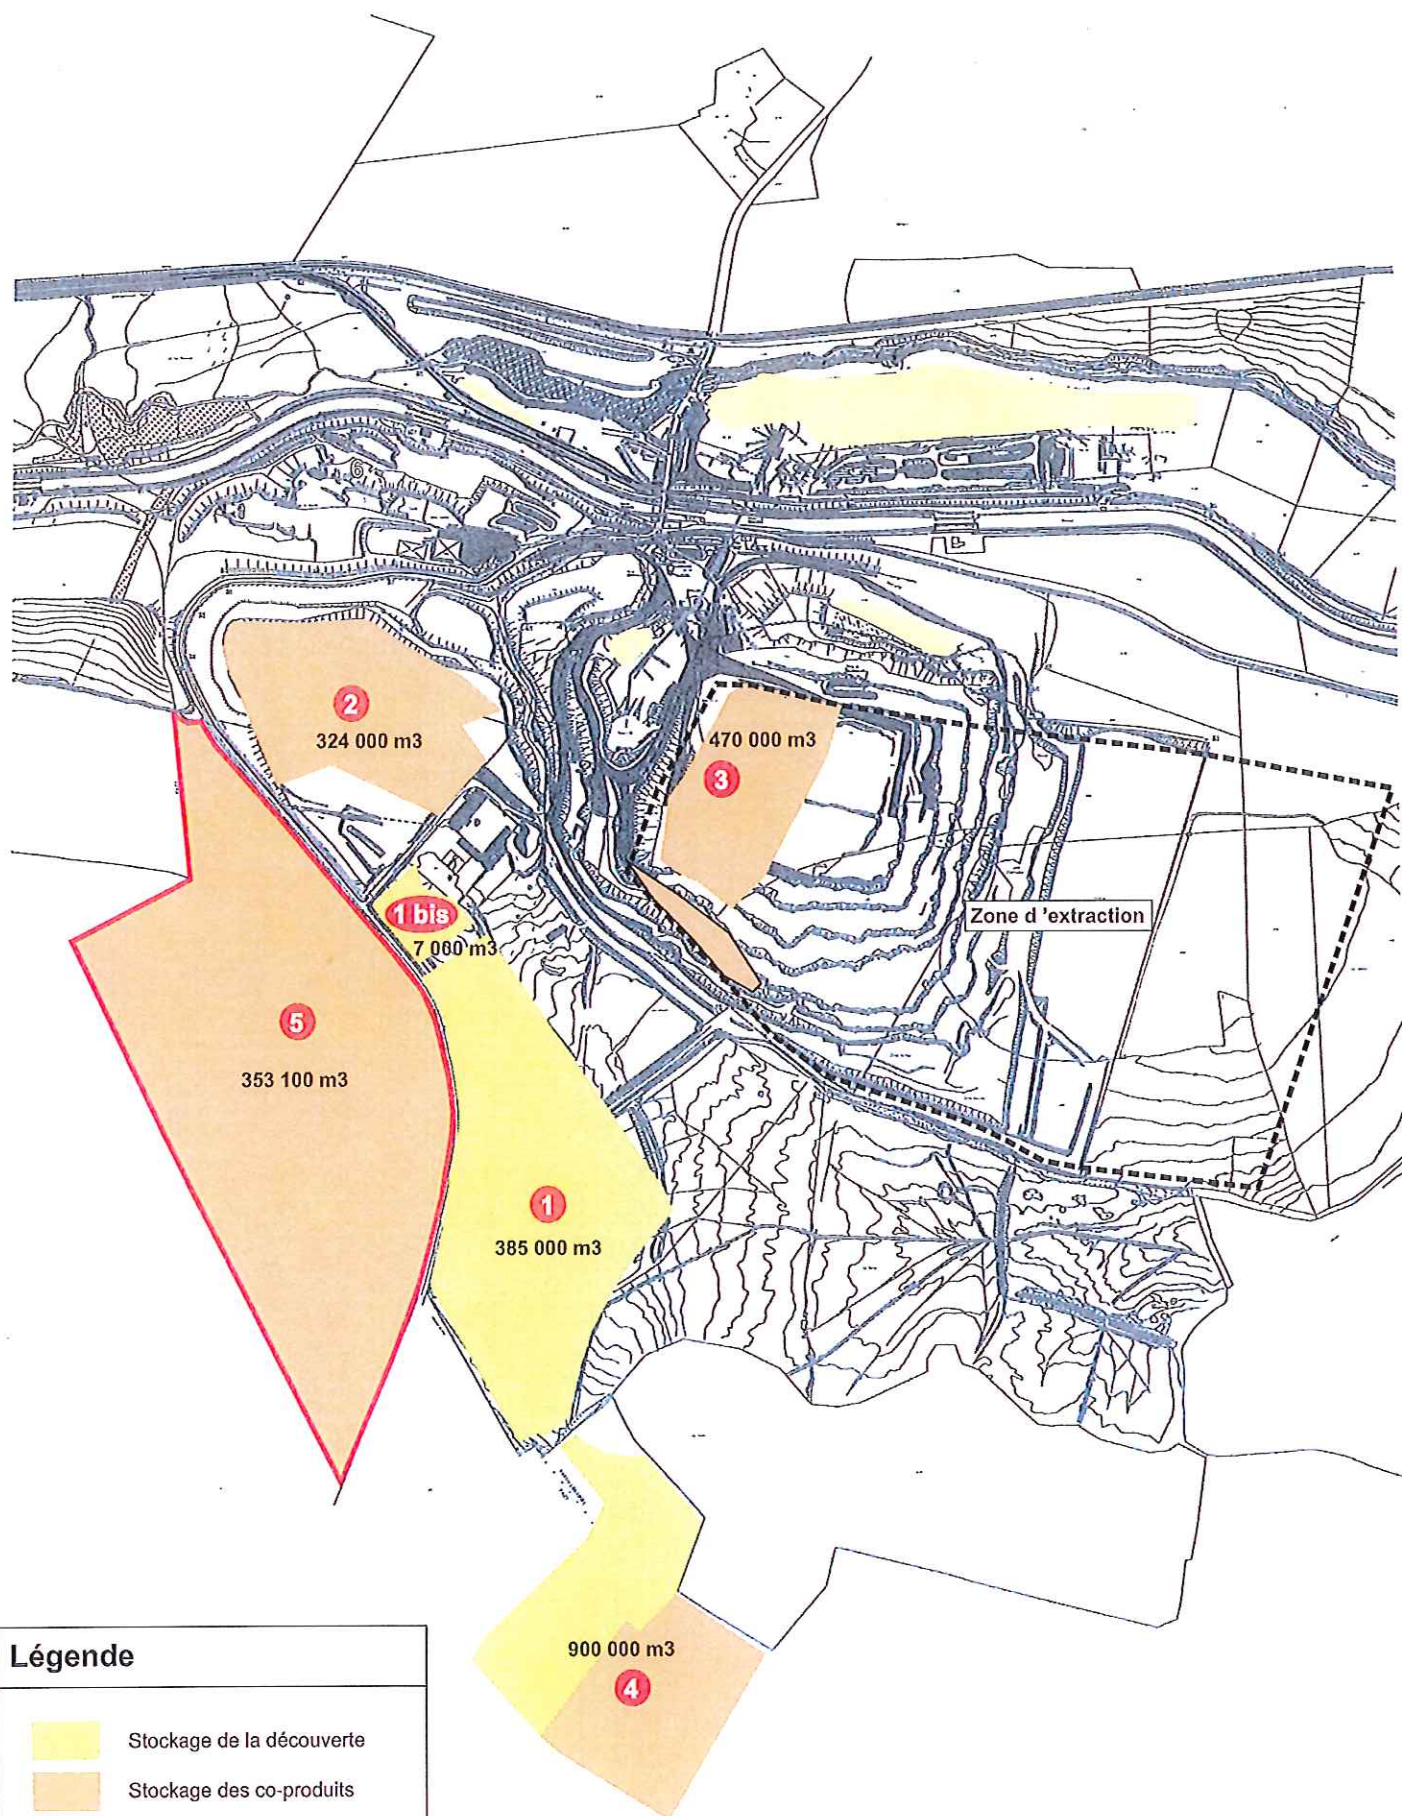 6
2
324 000 m3
470 000 m3
3
1 bis
7 000 m3
Zone d 'extraction
5
353 100 m3
1
385 000 m3
900 000 m3
4
Légende
Stockage de la découverte
Stockage des co-produits